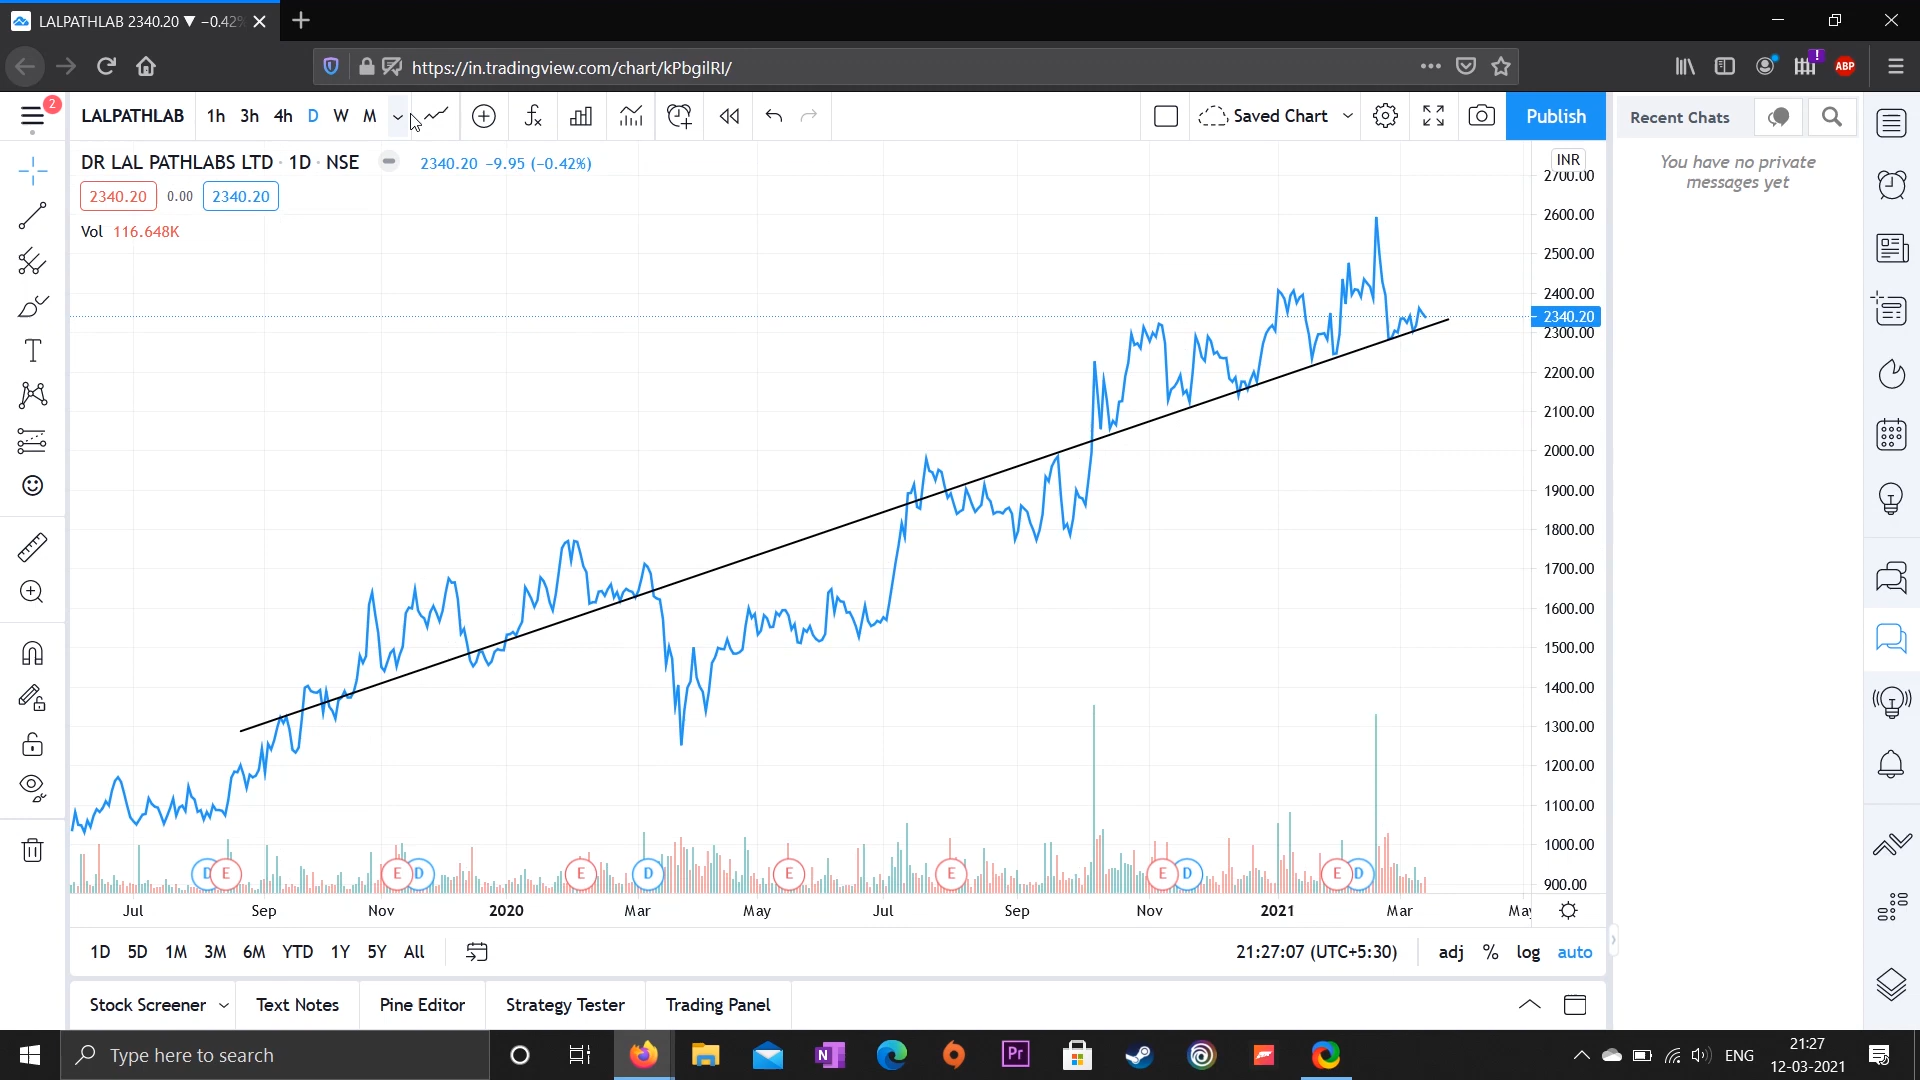 LALPATHLAB 2340.20 ▼ −0.42%
https://in.tradingview.com/chart/kPbgilRI/
ABP
2
LALPATHLAB 1h 3h 4h D W M
Saved Chart
Publish
Recent Chats
You have no private
messages yet
DR LAL PATHLABS LTD · 1D · NSE
2340.20 −9.95 (−0.42%)
2340.20 0.00 2340.20
Vol 116.648K
INR
2700.00
2600.00
2500.00
2400.00
2340.20
2300.00
2200.00
2100.00
2000.00
1900.00
1800.00
1700.00
1600.00
1500.00
1400.00
1300.00
1200.00
1100.00
1000.00
900.00
D E E D E D E E E D E D
Jul Sep Nov 2020 Mar May Jul Sep Nov 2021 Mar May
1D 5D 1M 3M 6M YTD 1Y 5Y All
21:27:07 (UTC+5:30) adj % log auto
Stock Screener Text Notes Pine Editor Strategy Tester Trading Panel
Type here to search
N
Pr
ENG
21:27
12-03-2021